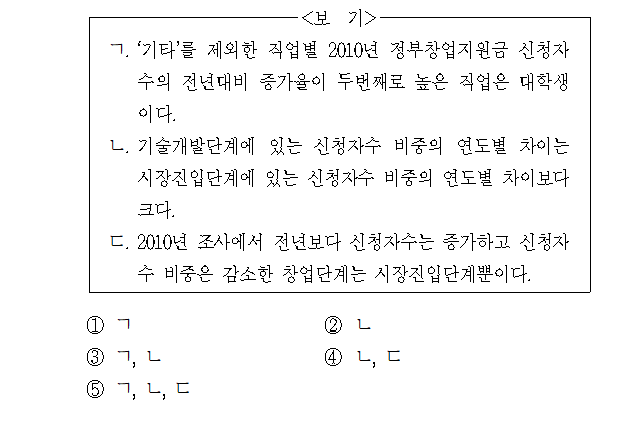 <보 기>
ㄱ. ‘기타’를 제외한 직업별 2010년 정부창업지원금 신청자
수의 전년대비 증가율이 두번째로 높은 직업은 대학생
이다.
ㄴ. 기술개발단계에 있는 신청자수 비중의 연도별 차이는
시장진입단계에 있는 신청자수 비중의 연도별 차이보다
크다.
ㄷ. 2010년 조사에서 전년보다 신청자수는 증가하고 신청자
수 비중은 감소한 창업단계는 시장진입단계뿐이다.
① ㄱ ② ㄴ
③ ㄱ, ㄴ ④ ㄴ, ㄷ
⑤ ㄱ, ㄴ, ㄷ